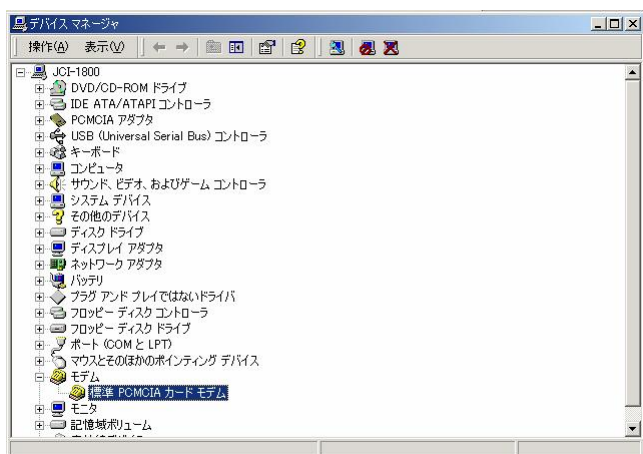 デバイス マネージャ
操作(A) 表示(V)
JCI-1800
DVD/CD-ROM ドライブ
IDE ATA/ATAPI コントローラ
PCMCIA アダプタ
USB (Universal Serial Bus) コントローラ
キーボード
コンピュータ
サウンド、ビデオ、およびゲーム コントローラ
システム デバイス
その他のデバイス
ディスク ドライブ
ディスプレイ アダプタ
ネットワーク アダプタ
バッテリ
プラグ アンド プレイではないドライバ
フロッピー ディスク コントローラ
フロッピー ディスク ドライブ
ポート (COM と LPT)
マウスとそのほかのポインティング デバイス
モデム
標準 PCMCIA カード モデム
モニタ
記憶域ボリューム